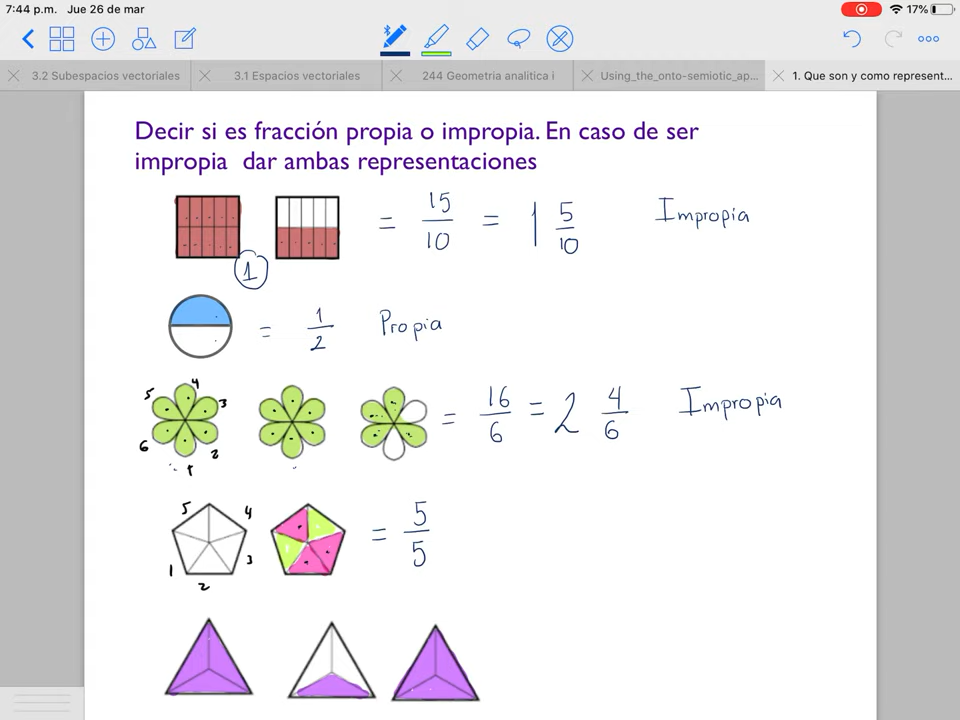 7:44 p.m. Jue 26 de mar
17%
3.2 Subespacios vectoriales
3.1 Espacios vectoriales
244 Geometria analitica i
Using_the_onto-semiotic_ap...
1. Que son y como represent...
Decir si es fracción propia o impropia. En caso de ser
impropia dar ambas representaciones
= 15/10 = 1 5/10 Impropia
1
= 1/2 Propia
5 4 3 6 2 1
= 16/6 = 2 4/6 Impropia
5 4 3 1 2
= 5/5